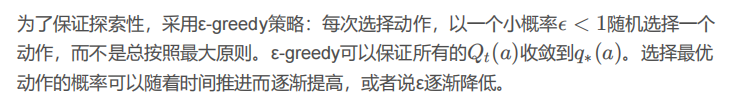 为了保证探索性，采用ε-greedy策略：每次选择动作，以一个小概率ϵ < 1随机选择一个
动作，而不是总按照最大原则。ε-greedy可以保证所有的Qₜ(a)收敛到q∗(a)。选择最优
动作的概率可以随着时间推进而逐渐提高，或者说ε逐渐降低。